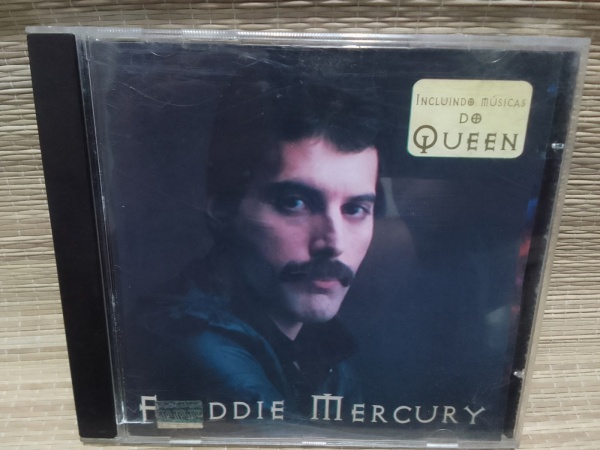 INCLUINDO MÚSICAS
DO
QUEEN
F DDIE MERCURY